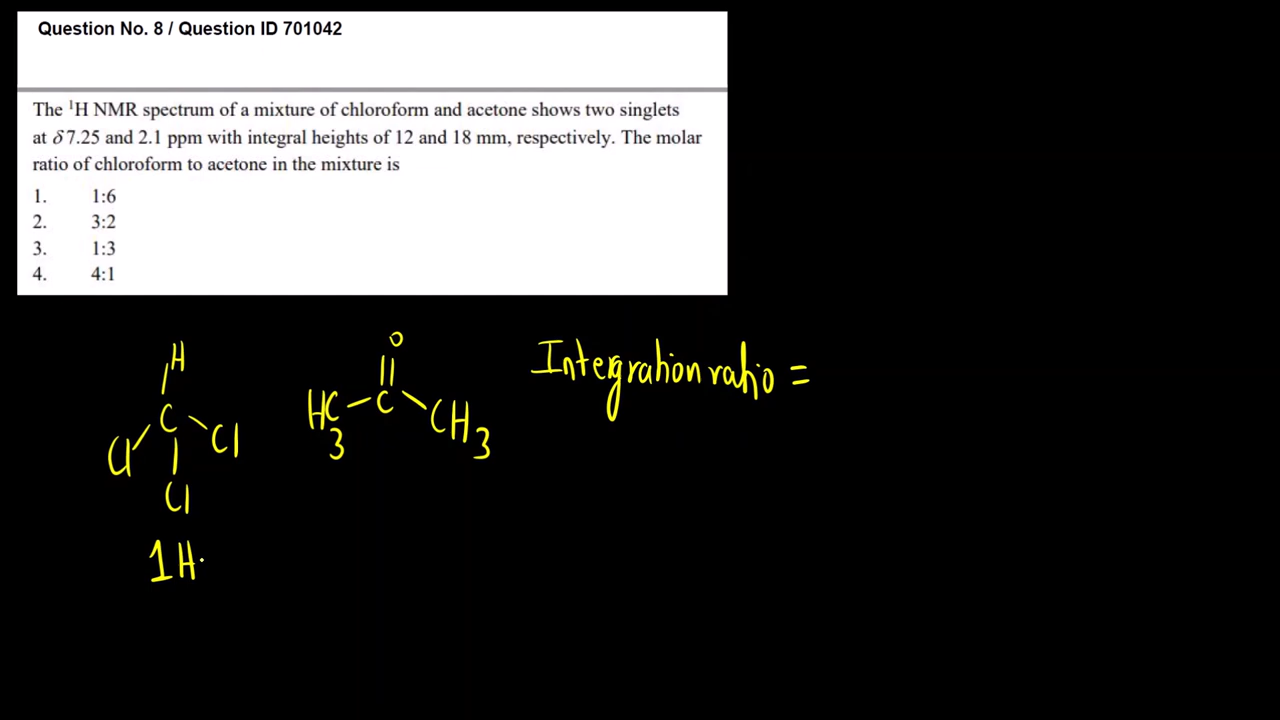 Question No. 8 / Question ID 701042
The ¹H NMR spectrum of a mixture of chloroform and acetone shows two singlets
at δ 7.25 and 2.1 ppm with integral heights of 12 and 18 mm, respectively. The molar
ratio of chloroform to acetone in the mixture is
1. 1:6
2. 3:2
3. 1:3
4. 4:1
Intergration ratio =
H
C
Cl
Cl
Cl
O
H3C
C
CH3
1H